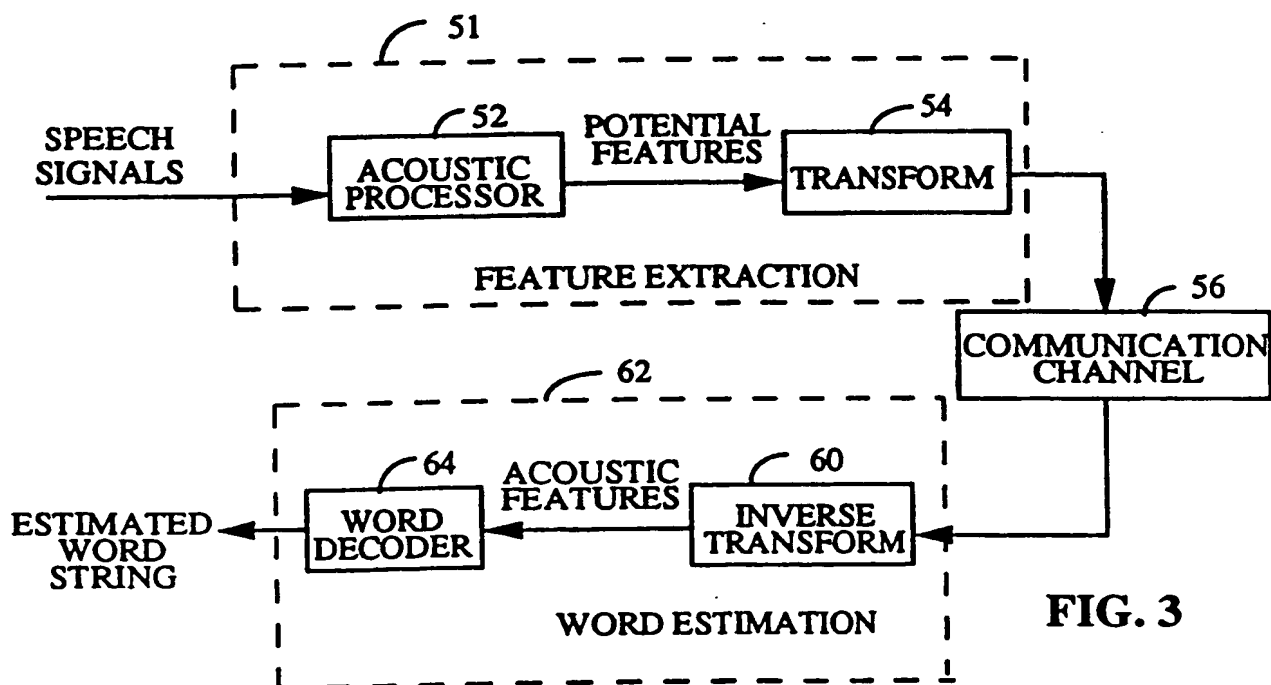 51
SPEECH
SIGNALS
52
ACOUSTIC
PROCESSOR
POTENTIAL
FEATURES
54
TRANSFORM
FEATURE EXTRACTION
56
COMMUNICATION
CHANNEL
62
60
INVERSE
TRANSFORM
ACOUSTIC
FEATURES
64
WORD
DECODER
ESTIMATED
WORD
STRING
WORD ESTIMATION
FIG. 3